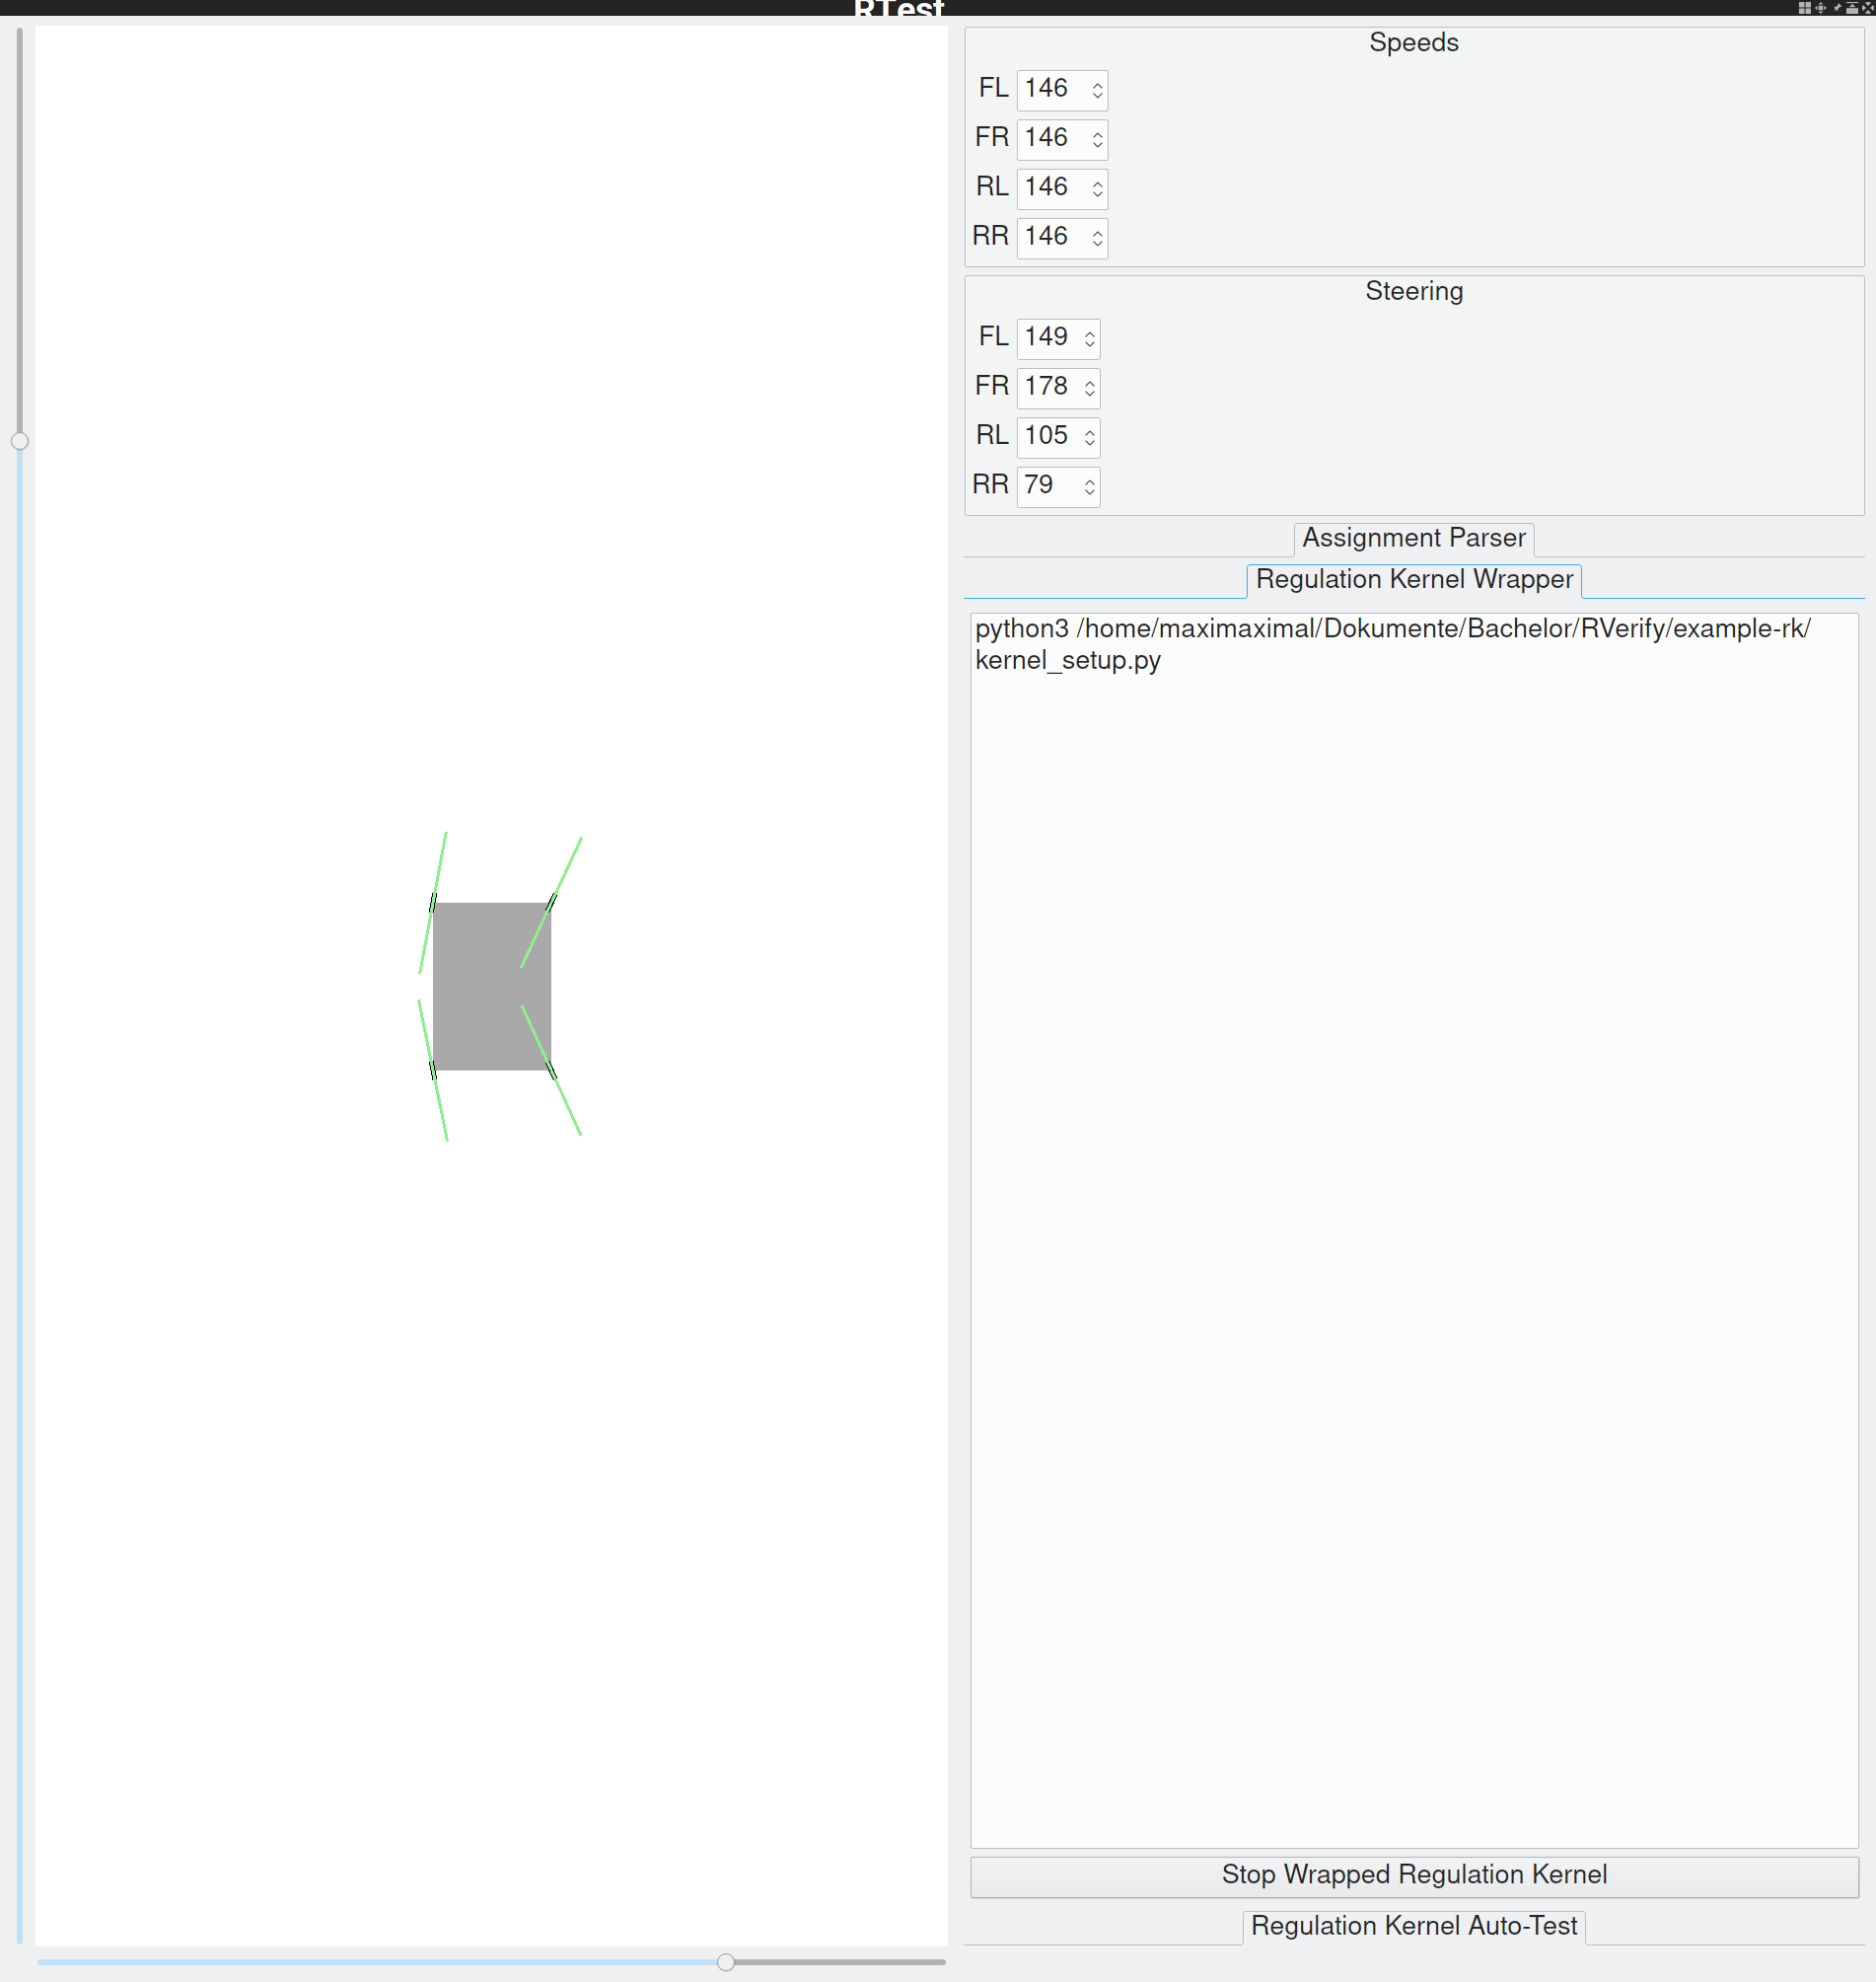 RTest
Speeds
FL 146
FR 146
RL 146
RR 146
Steering
FL 149
FR 178
RL 105
RR 79
Assignment Parser
Regulation Kernel Wrapper
python3 /home/maximaximal/Dokumente/Bachelor/RVerify/example-rk/
kernel_setup.py
Stop Wrapped Regulation Kernel
Regulation Kernel Auto-Test